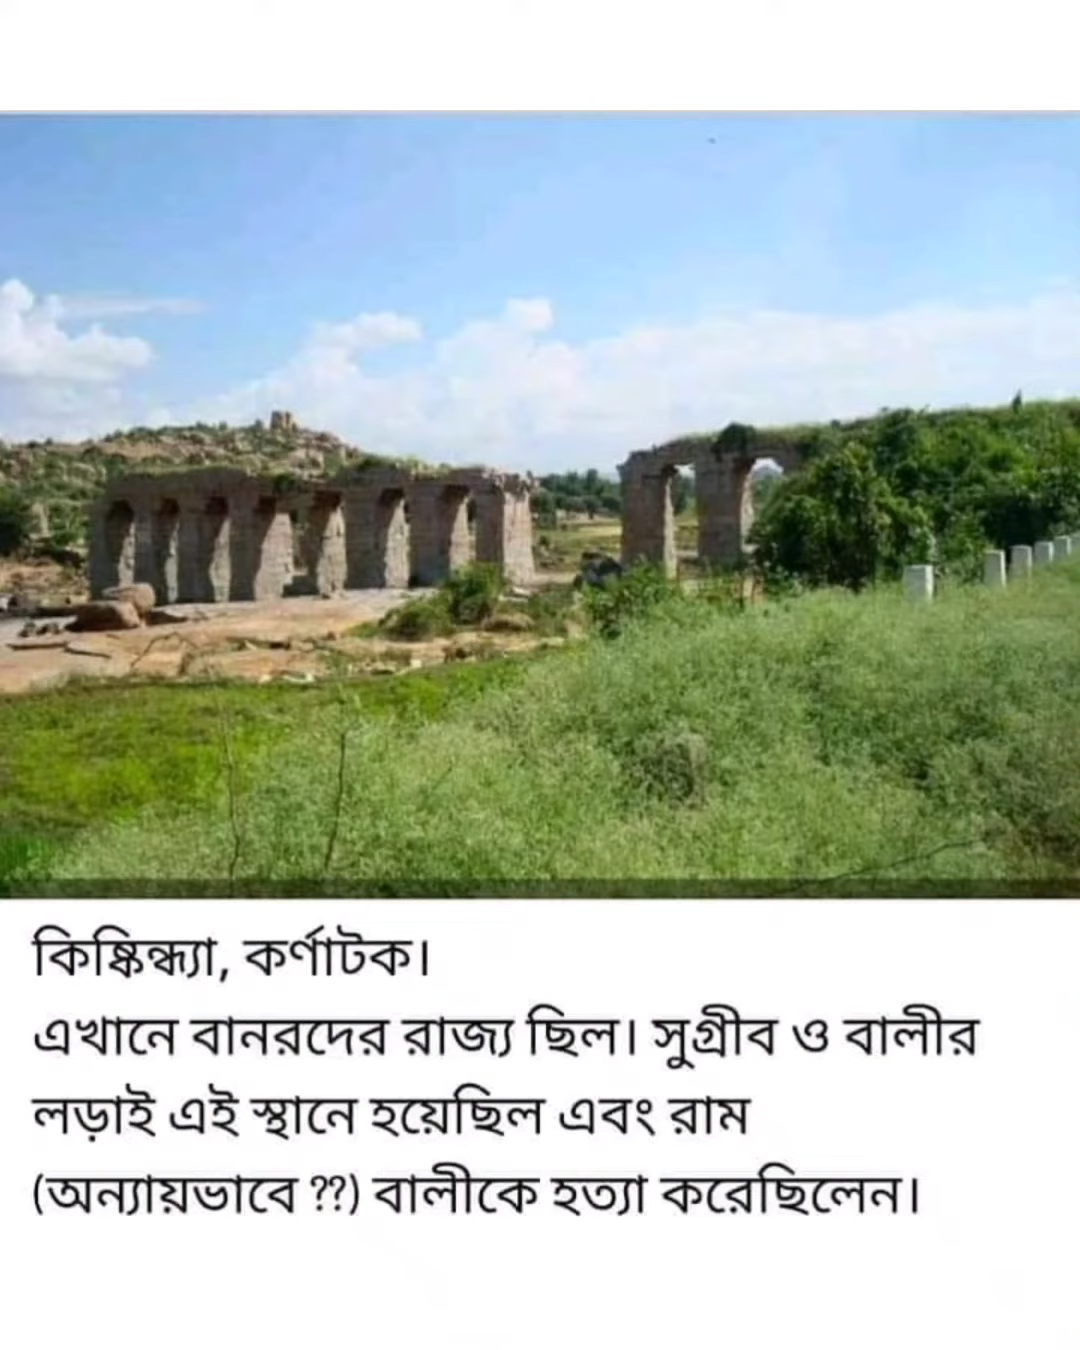 কিষ্কিন্ধ্যা, কর্ণাটক।
এখানে বানরদের রাজ্য ছিল। সুগ্রীব ও বালীর
লড়াই এই স্থানে হয়েছিল এবং রাম
(অন্যায়ভাবে ??) বালীকে হত্যা করেছিলেন।